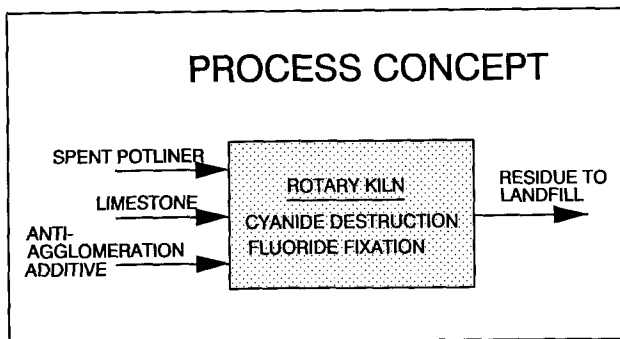 PROCESS CONCEPT
SPENT POTLINER
LIMESTONE
ANTI-
AGGLOMERATION
ADDITIVE
ROTARY KILN
CYANIDE DESTRUCTION
FLUORIDE FIXATION
RESIDUE TO
LANDFILL